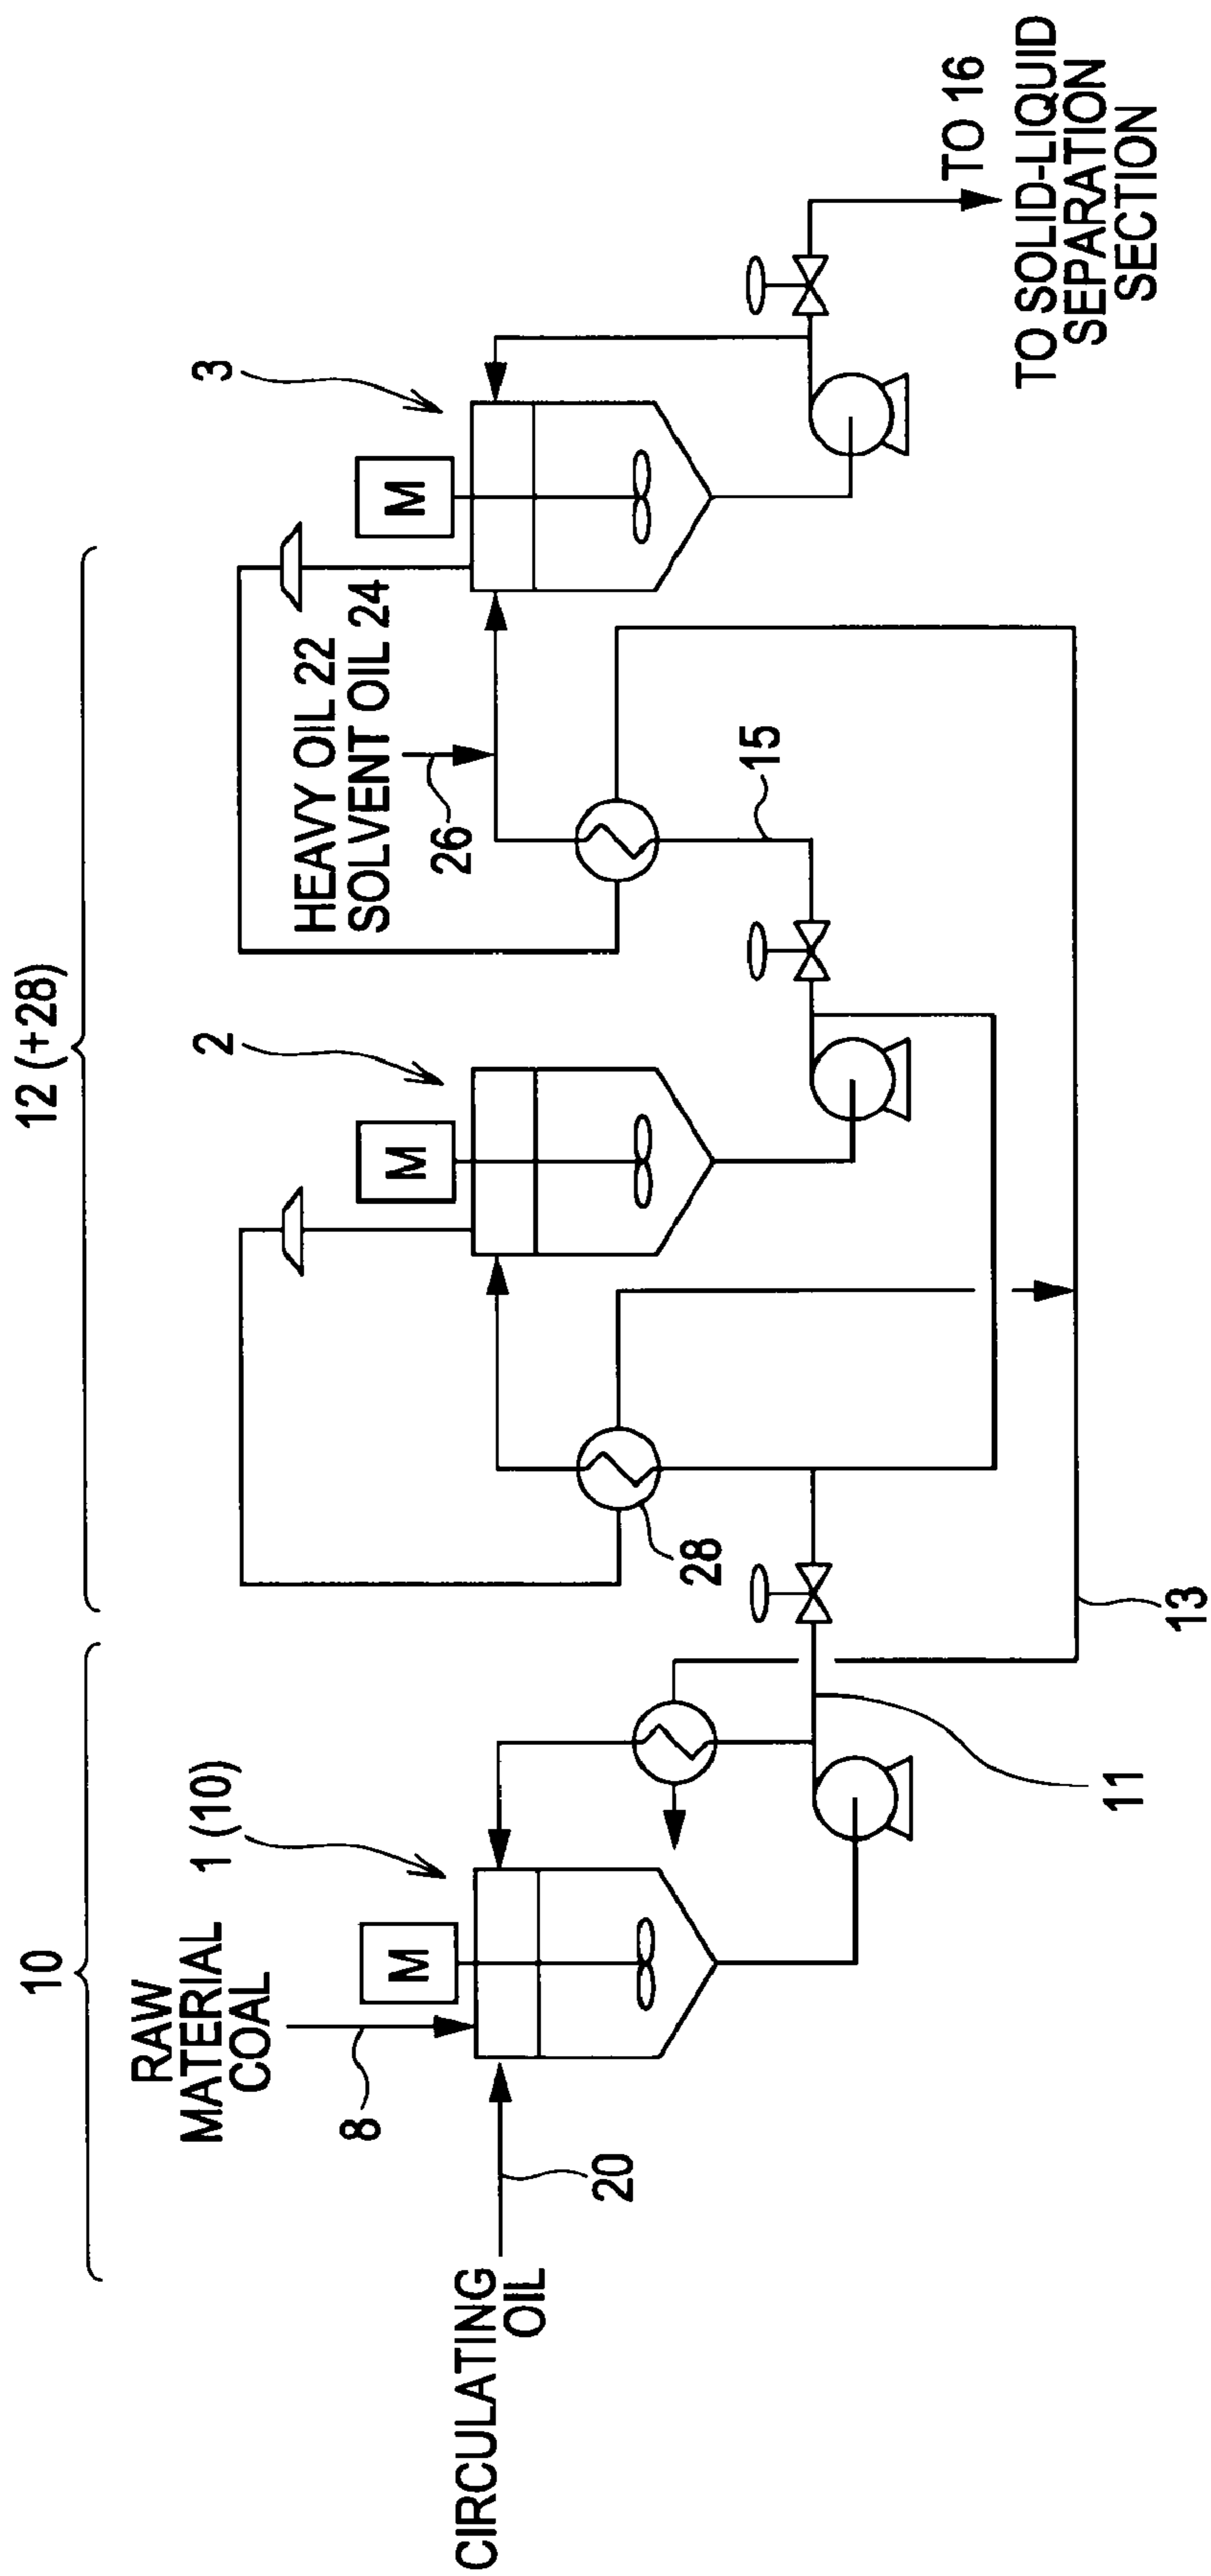 10
12 (+28)
RAW
MATERIAL
COAL
8
1 (10)
M
2
M
3
M
HEAVY OIL 22
SOLVENT OIL 24
26
CIRCULATING
OIL
20
28
15
11
13
TO 16
TO SOLID-LIQUID
SEPARATION
SECTION